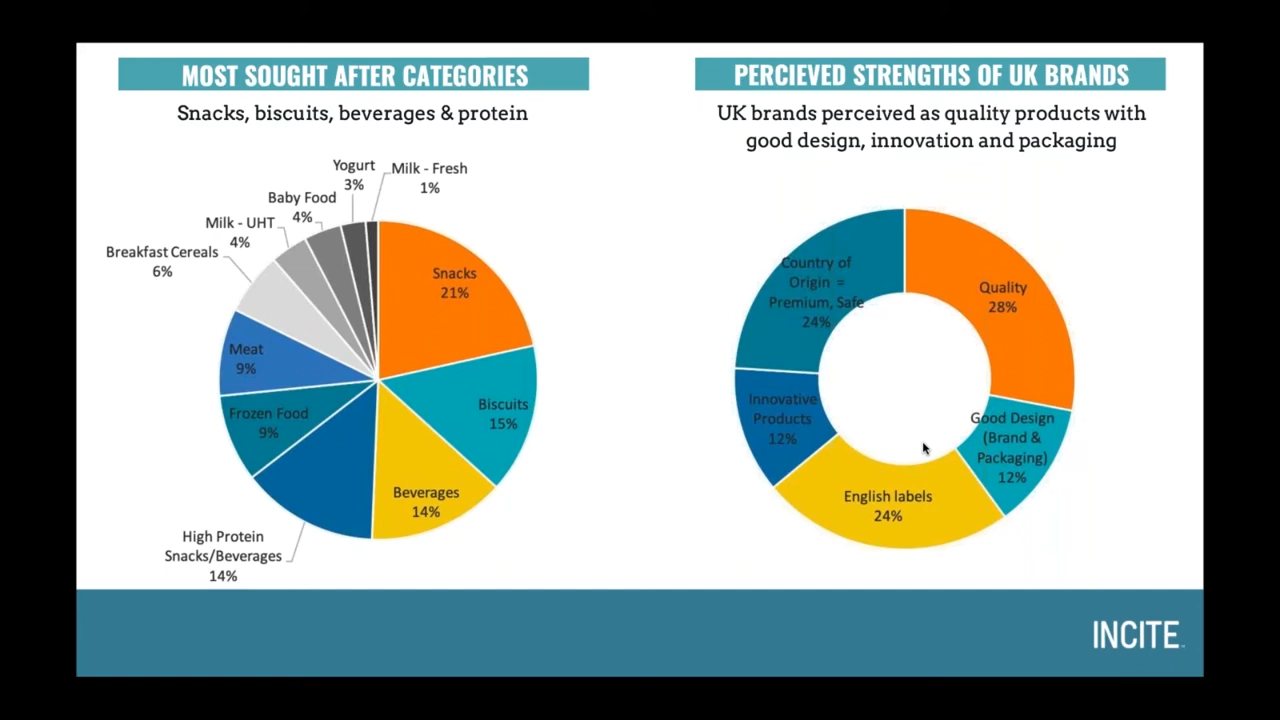 MOST SOUGHT AFTER CATEGORIES
Snacks, biscuits, beverages & protein
Yogurt
3%
Milk - Fresh
1%
Baby Food
4%
Milk - UHT
4%
Breakfast Cereals
6%
Snacks
21%
Meat
9%
Biscuits
15%
Frozen Food
9%
Beverages
14%
High Protein
Snacks/Beverages
14%
PERCIEVED STRENGTHS OF UK BRANDS
UK brands perceived as quality products with
good design, innovation and packaging
Country of
Origin =
Premium, Safe
24%
Quality
28%
Innovative
Products
12%
Good Design
(Brand &
Packaging)
12%
English labels
24%
INCITE